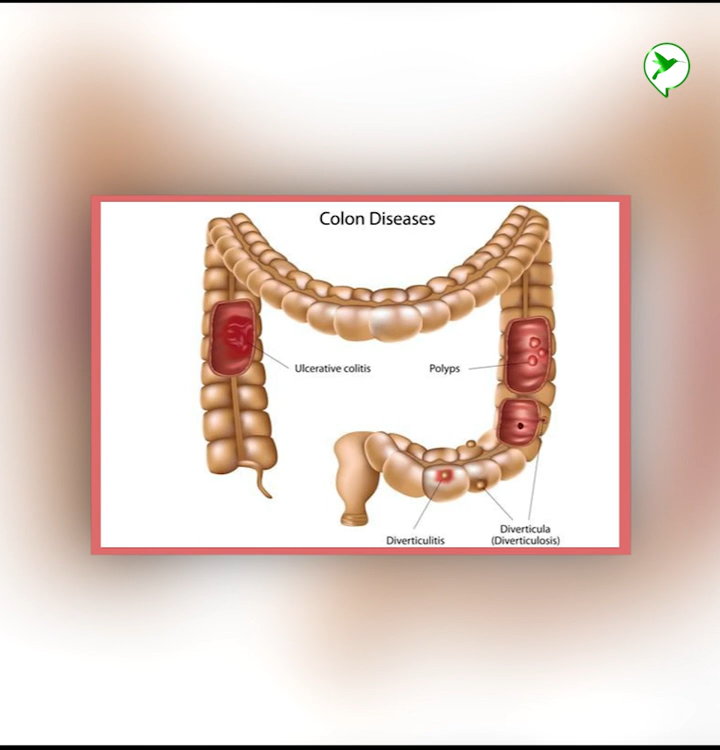 Colon Diseases
Ulcerative colitis
Polyps
Diverticulitis
Diverticula
(Diverticulosis)